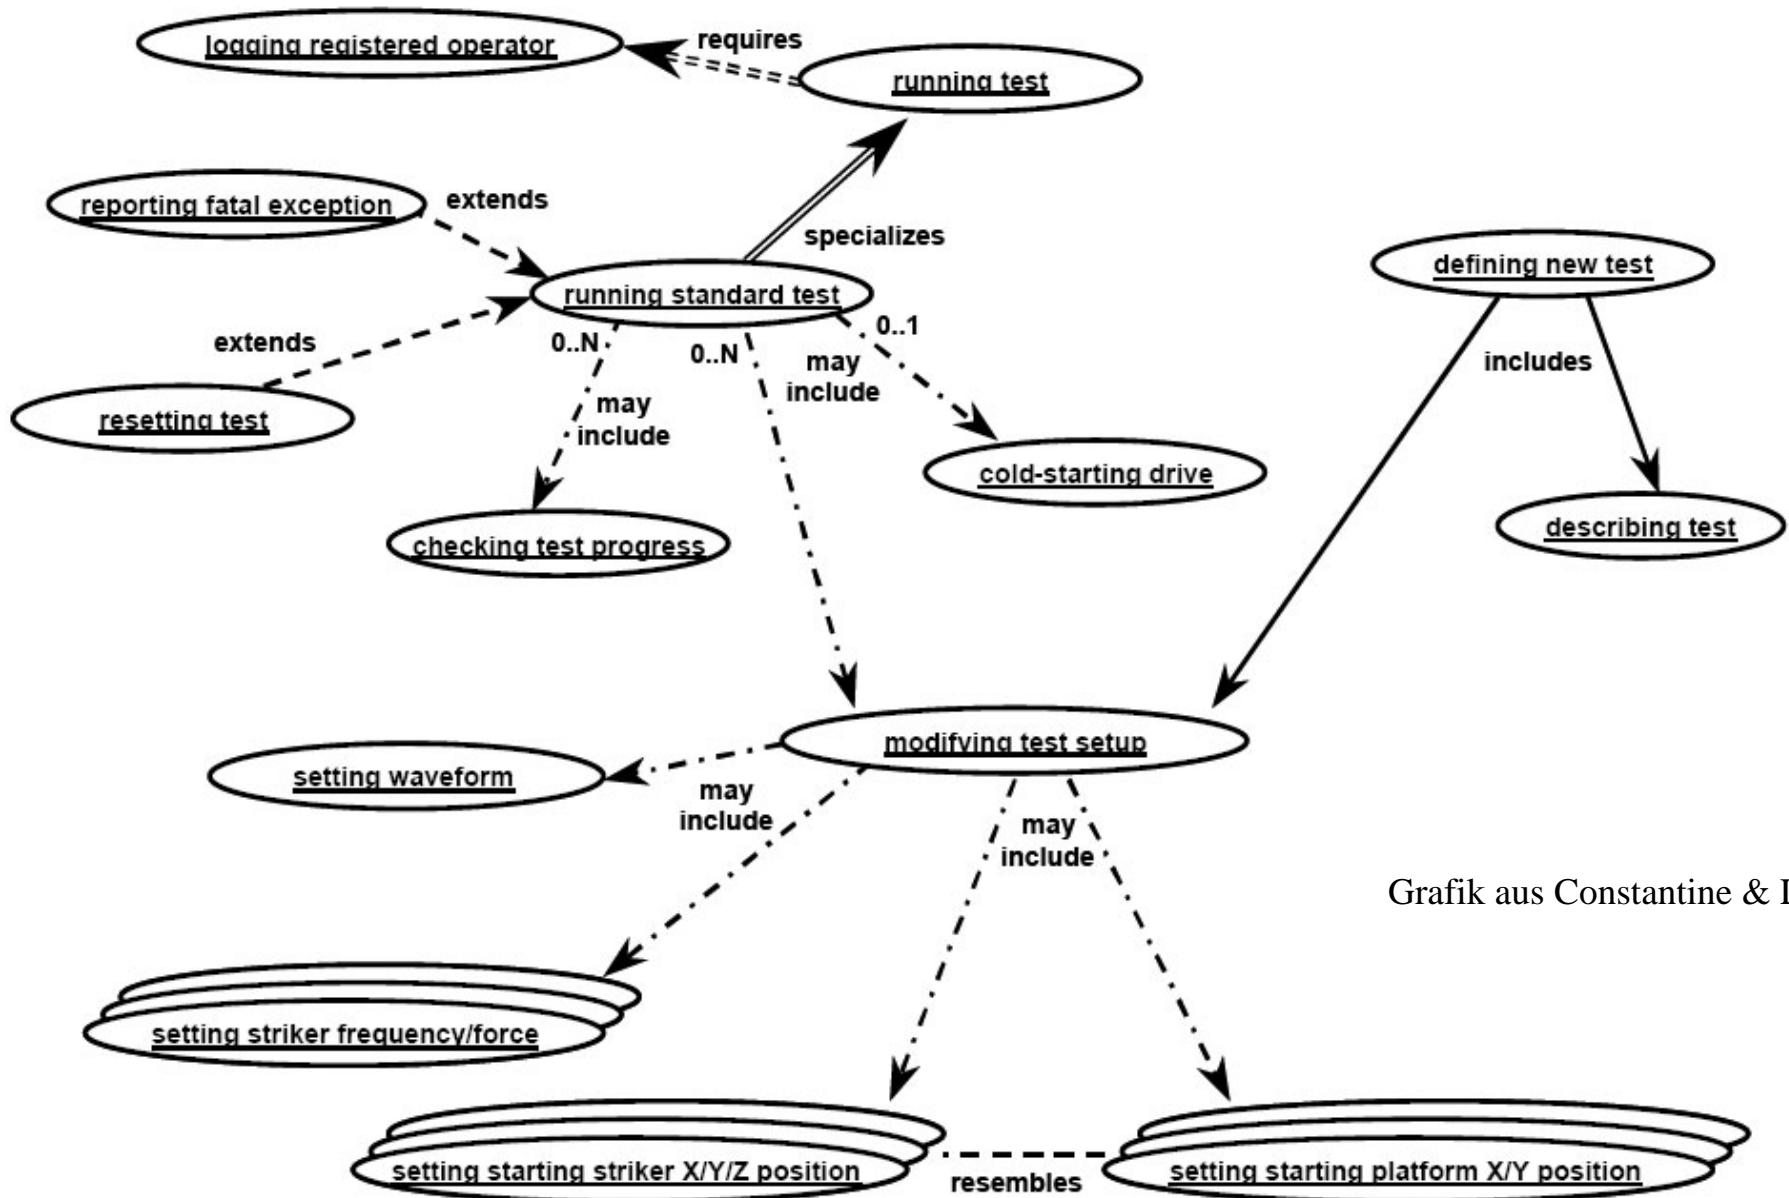 logging registered operator
requires
running test
reporting fatal exception
extends
specializes
running standard test
defining new test
extends
0..N
0..N
0..1
may
include
includes
resetting test
may
include
cold-starting drive
checking test progress
describing test
modifying test setup
setting waveform
may
include
may
include
Grafik aus Constantine &
setting striker frequency/force
setting starting striker X/Y/Z position
resembles
setting starting platform X/Y position